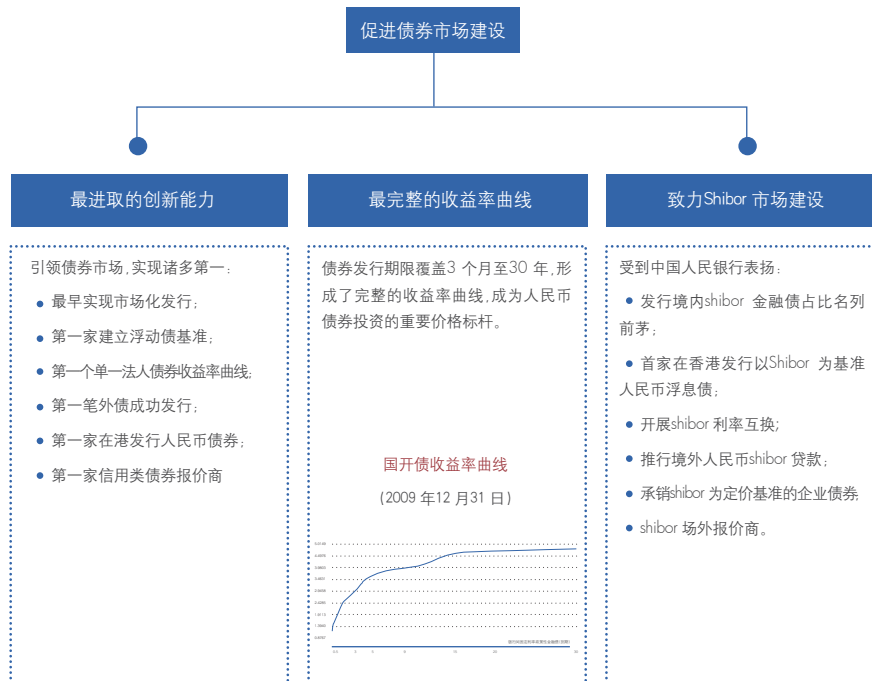 促进债券市场建设
最进取的创新能力
引领债券市场,实现诸多第一:
● 最早实现市场化发行;
● 第一家建立浮动债基准;
● 第一个单一法人债券收益率曲线;
● 第一笔外债成功发行;
● 第一家在港发行人民币债券;
● 第一家信用类债券报价商
最完整的收益率曲线
债券发行期限覆盖3 个月至30 年,形
成了完整的收益率曲线,成为人民币
债券投资的重要价格标杆。
国开债收益率曲线
(2009 年12 月31 日)
致力Shibor 市场建设
受到中国人民银行表扬:
● 发行境内shibor 金融债占比名列
前茅;
● 首家在香港发行以Shibor 为基准
人民币浮息债;
● 开展shibor 利率互换;
● 推行境外人民币shibor 贷款;
● 承销shibor 为定价基准的企业债券;
● shibor 场外报价商。